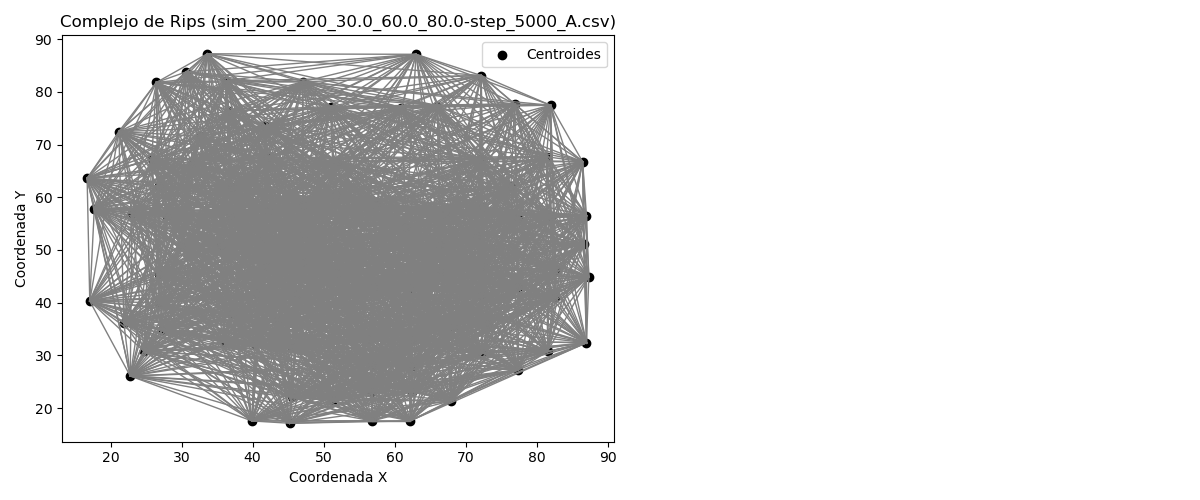 Complejo de Rips (sim_200_200_30.0_60.0_80.0-step_5000_A.csv)
Centroides
90
80
70
60
50
40
30
20
Coordenada Y
20 30 40 50 60 70 80 90
Coordenada X